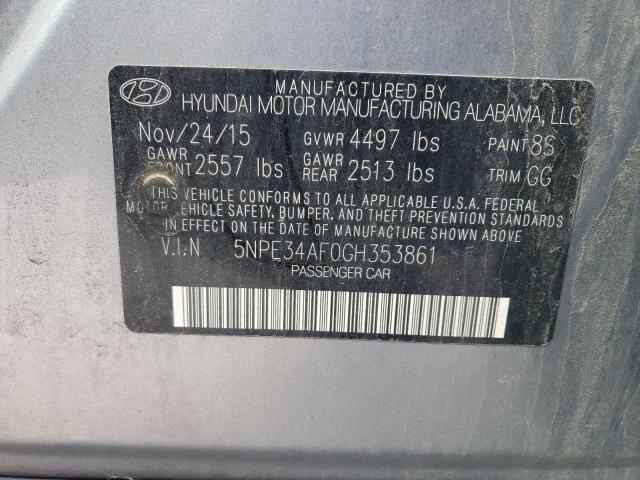 MANUFACTURED BY
HYUNDAI MOTOR MANUFACTURING ALABAMA, LLC
Nov/24/15 GVWR 4497 lbs PAINT 8S
GAWR FRONT 2557 lbs GAWR REAR 2513 lbs TRIM GG
THIS VEHICLE CONFORMS TO ALL APPLICABLE U.S.A. FEDERAL
MOTOR VEHICLE SAFETY, BUMPER, AND THEFT PREVENTION STANDARDS
IN EFFECT ON THE DATE OF MANUFACTURE SHOWN ABOVE
V.I.N 5NPE34AF0GH353861
PASSENGER CAR